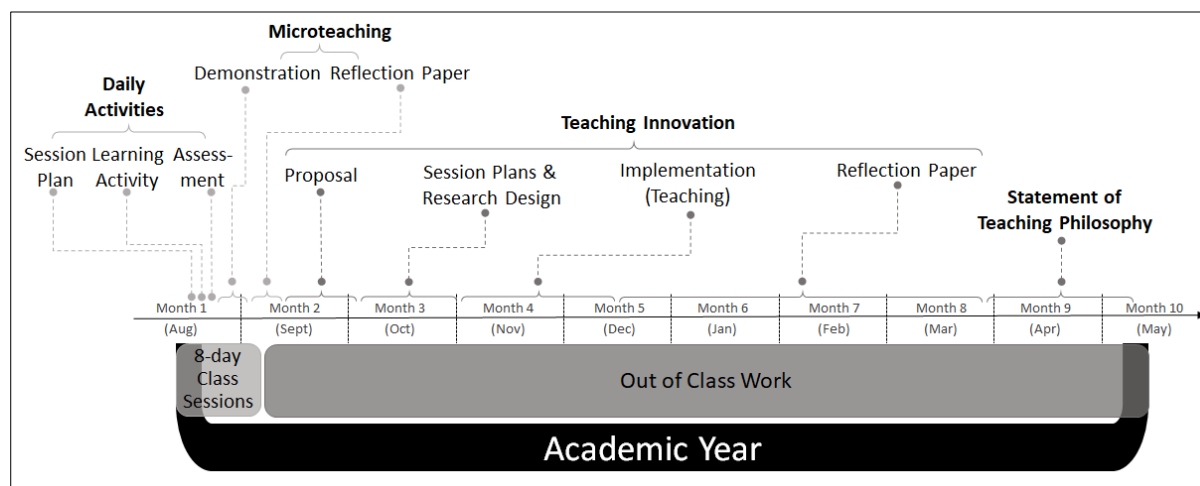 Microteaching
Demonstration Reflection Paper
Daily
Activities
Session Learning Assess-
Plan Activity ment
Teaching Innovation
Proposal
Session Plans &
Research Design
Implementation
(Teaching)
Reflection Paper
Statement of
Teaching Philosophy
Month 1 Month 2 Month 3 Month 4 Month 5 Month 6 Month 7 Month 8 Month 9 Month 10
(Aug) (Sept) (Oct) (Nov) (Dec) (Jan) (Feb) (Mar) (Apr) (May)
8-day
Class
Sessions
Out of Class Work
Academic Year